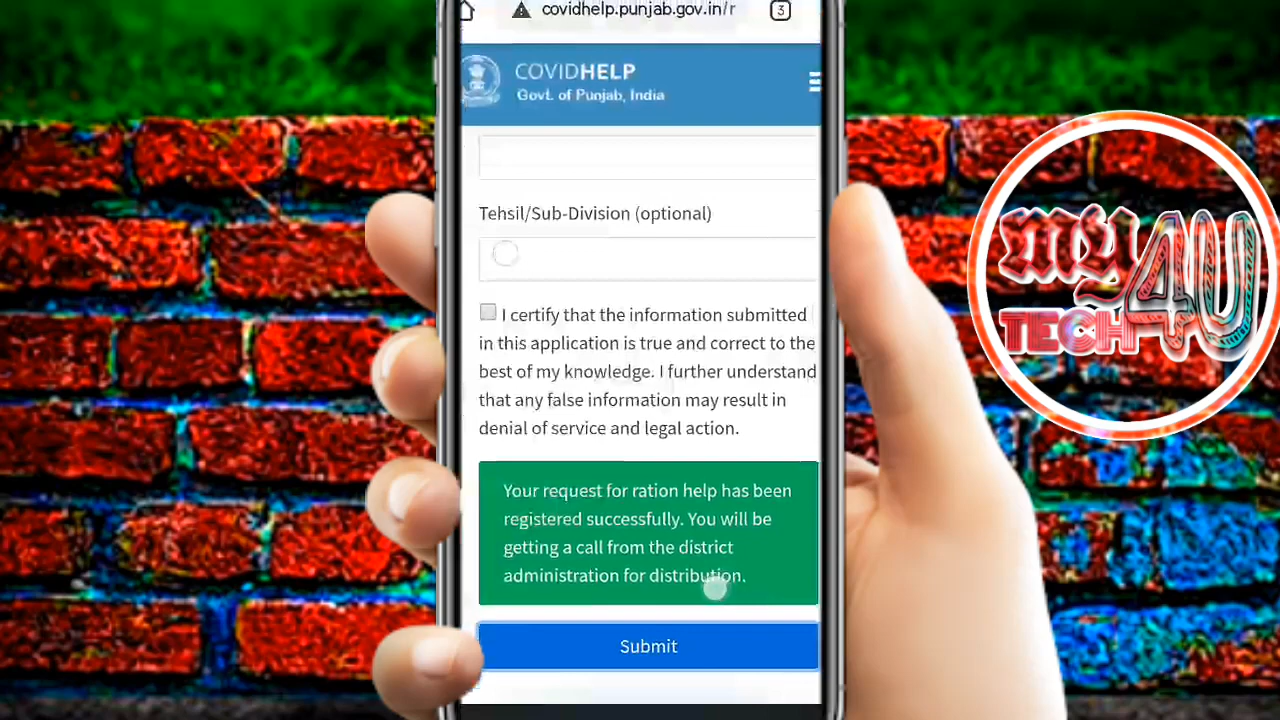 covidhelp.punjab.gov.in/r
3
COVIDHELP
Govt. of Punjab, India
Tehsil/Sub-Division (optional)
I certify that the information submitted
in this application is true and correct to the
best of my knowledge. I further understand
that any false information may result in
denial of service and legal action.
Your request for ration help has been
registered successfully. You will be
getting a call from the district
administration for distribution.
Submit
MY
4U
TECH